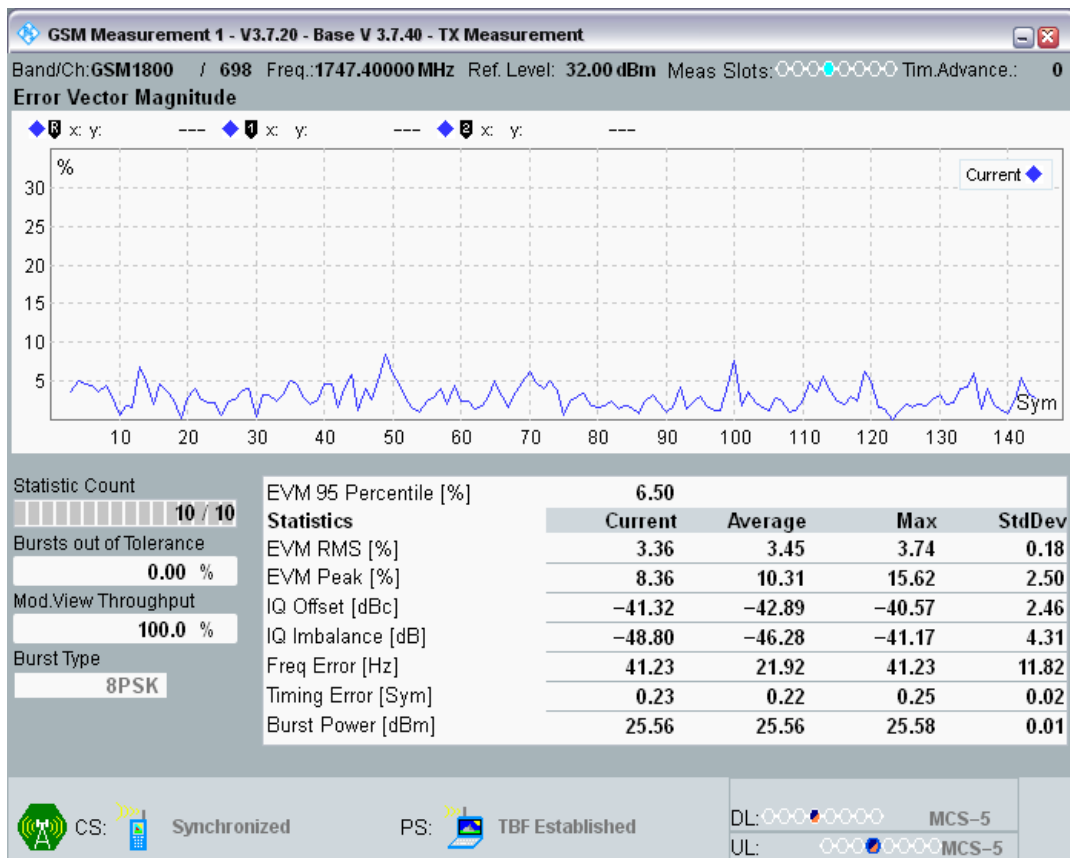 GSM Measurement 1 - V3.7.20 - Base V 3.7.40 - TX Measurement
Band/Ch:GSM1800 / 698 Freq.:1747.40000 MHz Ref. Level: 32.00 dBm Meas Slots: Tim.Advance.: 0
Error Vector Magnitude
R x: y: --- 1 x: y: --- 2 x: y: ---
%
Current
30
25
20
15
10
5
Sym
10 20 30 40 50 60 70 80 90 100 110 120 130 140
Statistic Count
10 / 10
Bursts out of Tolerance
0.00 %
Mod.View Throughput
100.0 %
Burst Type
8PSK
EVM 95 Percentile [%] 6.50
Statistics Current Average Max StdDev
EVM RMS [%] 3.36 3.45 3.74 0.18
EVM Peak [%] 8.36 10.31 15.62 2.50
IQ Offset [dBc] −41.32 −42.89 −40.57 2.46
IQ Imbalance [dB] −48.80 −46.28 −41.17 4.31
Freq Error [Hz] 41.23 21.92 41.23 11.82
Timing Error [Sym] 0.23 0.22 0.25 0.02
Burst Power [dBm] 25.56 25.56 25.58 0.01
CS: Synchronized PS: TBF Established
DL: MCS−5
UL: MCS−5